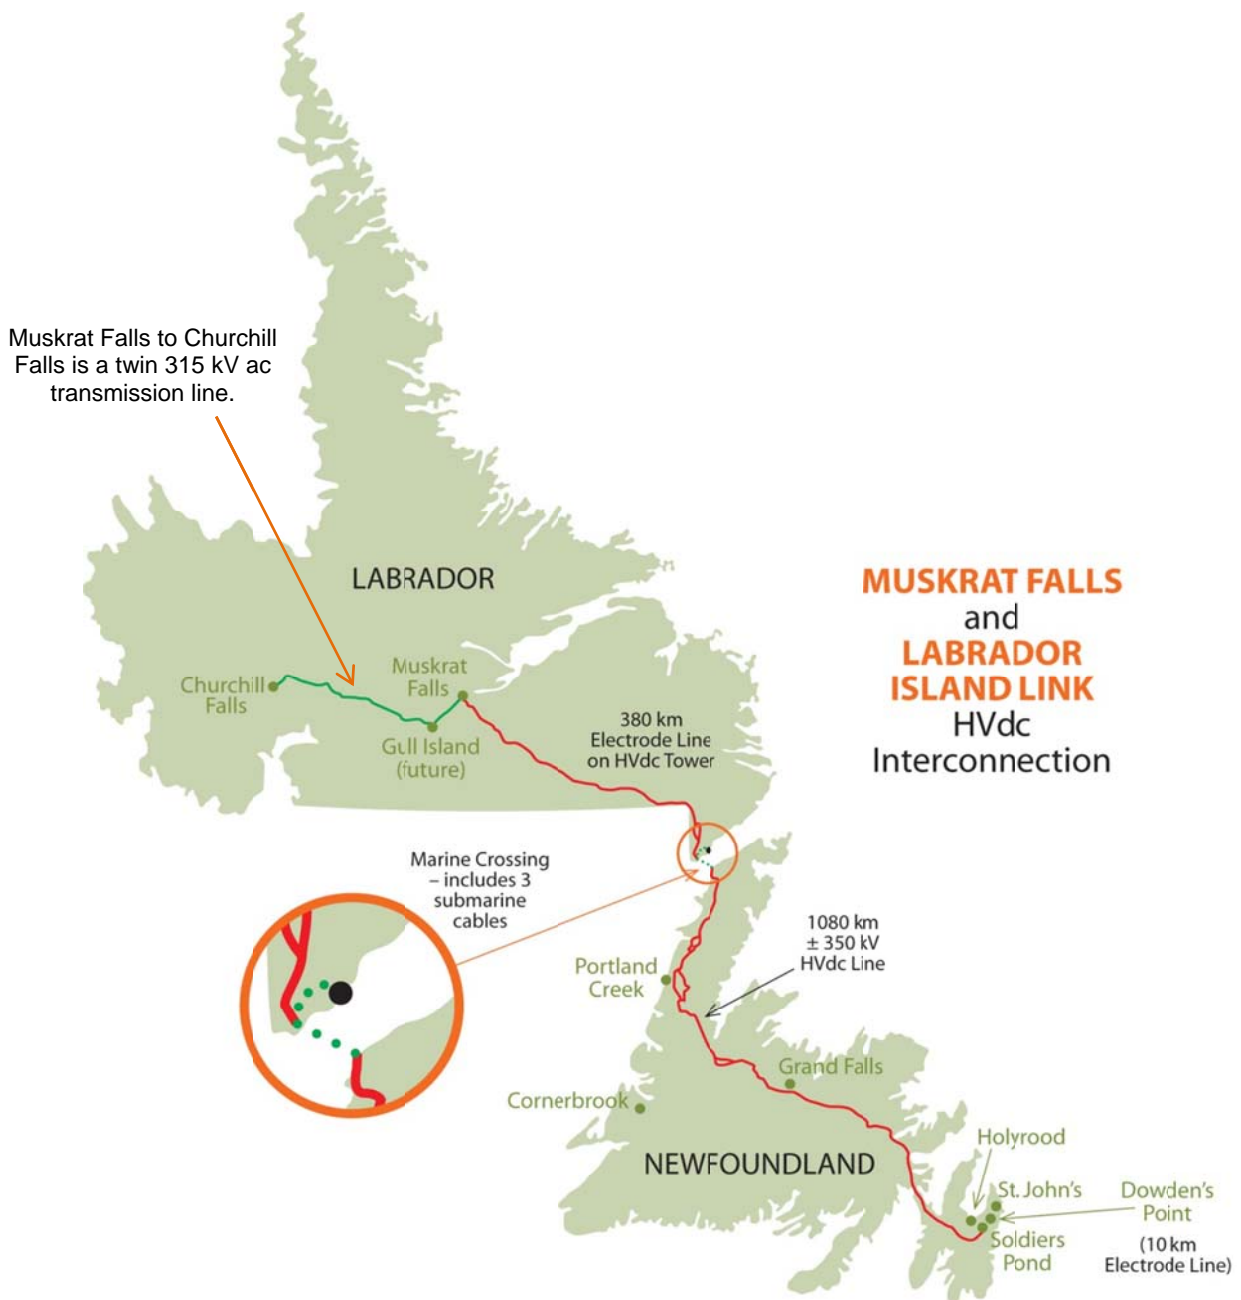 Muskrat Falls to Churchill
Falls is a twin 315 kV ac
transmission line.
LABRADOR
MUSKRAT FALLS
and
LABRADOR
ISLAND LINK
HVdc
Interconnection
Churchill
Falls
Muskrat
Falls
Gull Island
(future)
380 km
Electrode Line
on HVdc Tower
Marine Crossing
– includes 3
submarine
cables
1080 km
± 350 kV
HVdc Line
Portland
Creek
Grand Falls
Cornerbrook
NEWFOUNDLAND
Holyrood
St. John's
Dowden's
Point
Soldiers
Pond
(10 km
Electrode Line)